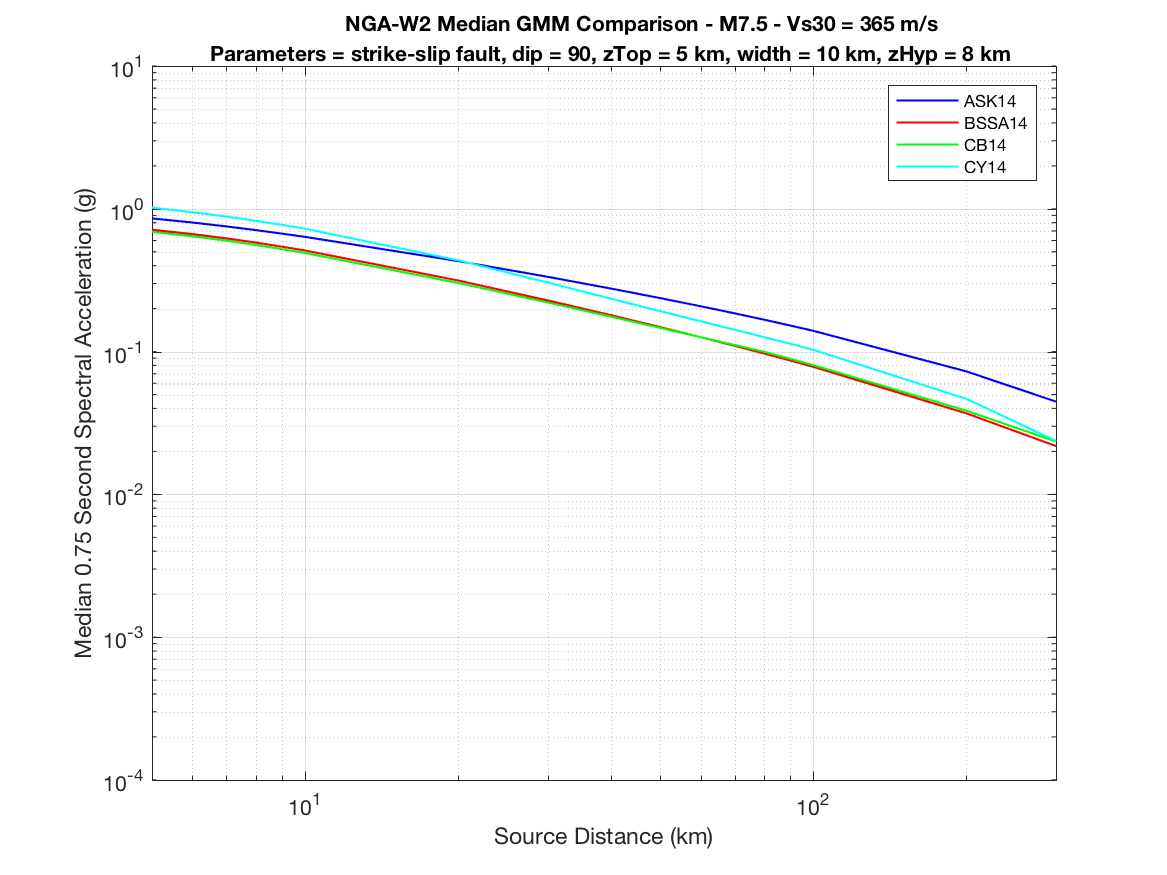 NGA-W2 Median GMM Comparison - M7.5 - Vs30 = 365 m/s
Parameters = strike-slip fault, dip = 90, zTop = 5 km, width = 10 km, zHyp = 8 km
ASK14
BSSA14
CB14
CY14
Median 0.75 Second Spectral Acceleration (g)
10^1
10^0
10^-1
10^-2
10^-3
10^-4
10^1
10^2
Source Distance (km)